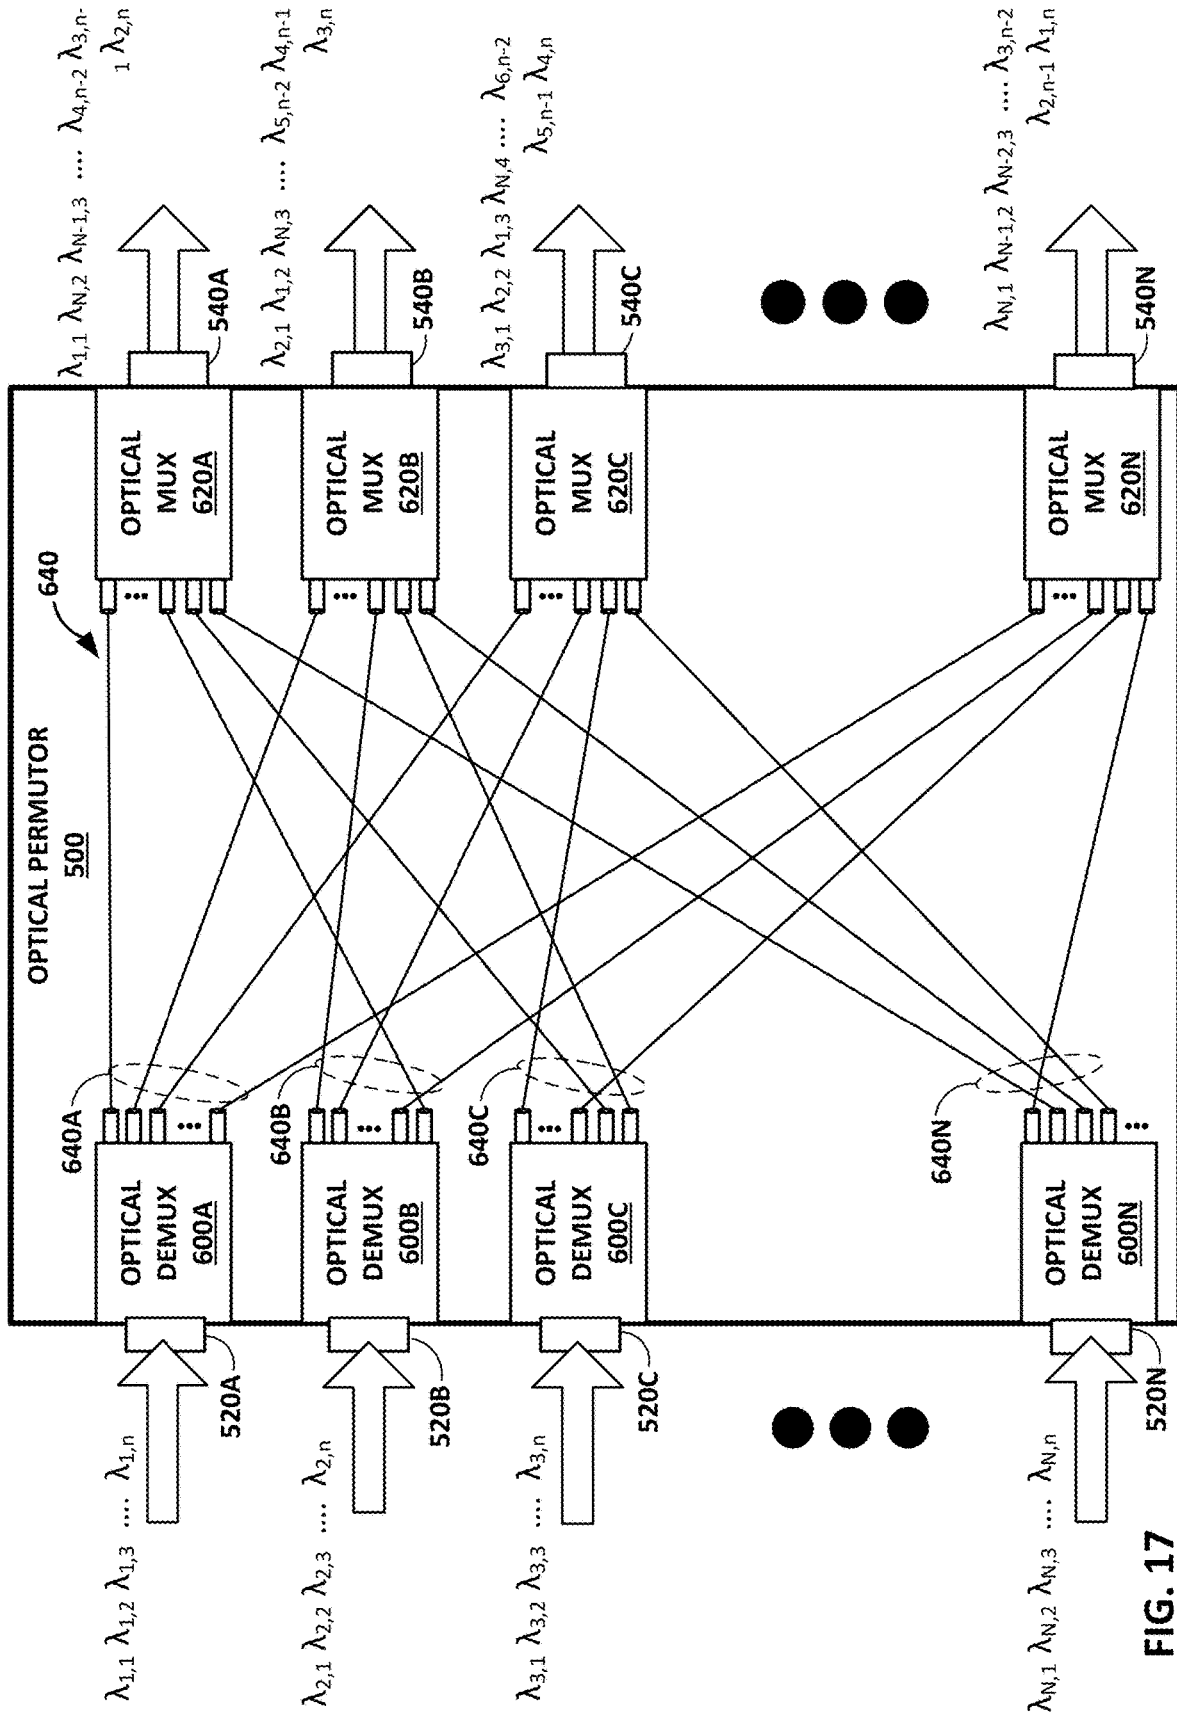 OPTICAL PERMUTOR
500
640
λ1,1 λ1,2 λ1,3 .... λ1,n
520A
OPTICAL
DEMUX
600A
640A
OPTICAL
MUX
620A
540A
λ1,1 λN,2 λN-1,3 .... λ4,n-2 λ3,n-
1 λ2,n
λ2,1 λ2,2 λ2,3 .... λ2,n
520B
OPTICAL
DEMUX
600B
640B
OPTICAL
MUX
620B
540B
λ2,1 λ1,2 λN,3 .... λ5,n-2 λ4,n-1
λ3,n
λ3,1 λ3,2 λ3,3 .... λ3,n
520C
OPTICAL
DEMUX
600C
640C
OPTICAL
MUX
620C
540C
λ3,1 λ2,2 λ1,3 λN,4 .... λ6,n-2
λ5,n-1 λ4,n
λN,1 λN,2 λN,3 .... λN,n
520N
OPTICAL
DEMUX
600N
640N
OPTICAL
MUX
620N
540N
λN,1 λN-1,2 λN-2,3 .... λ3,n-2
λ2,n-1 λ1,n
FIG. 17